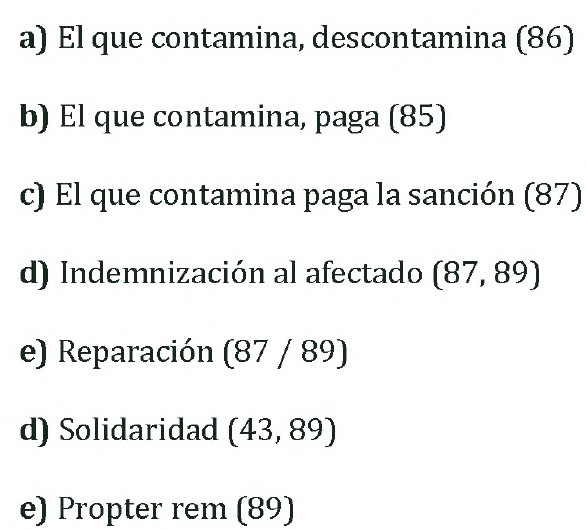 a) El que contamina, descontamina (86)
b) El que contamina, paga (85)
c) El que contamina paga la sanción (87)
d) Indemnización al afectado (87, 89)
e) Reparación (87 / 89)
d) Solidaridad (43, 89)
e) Propter rem (89)